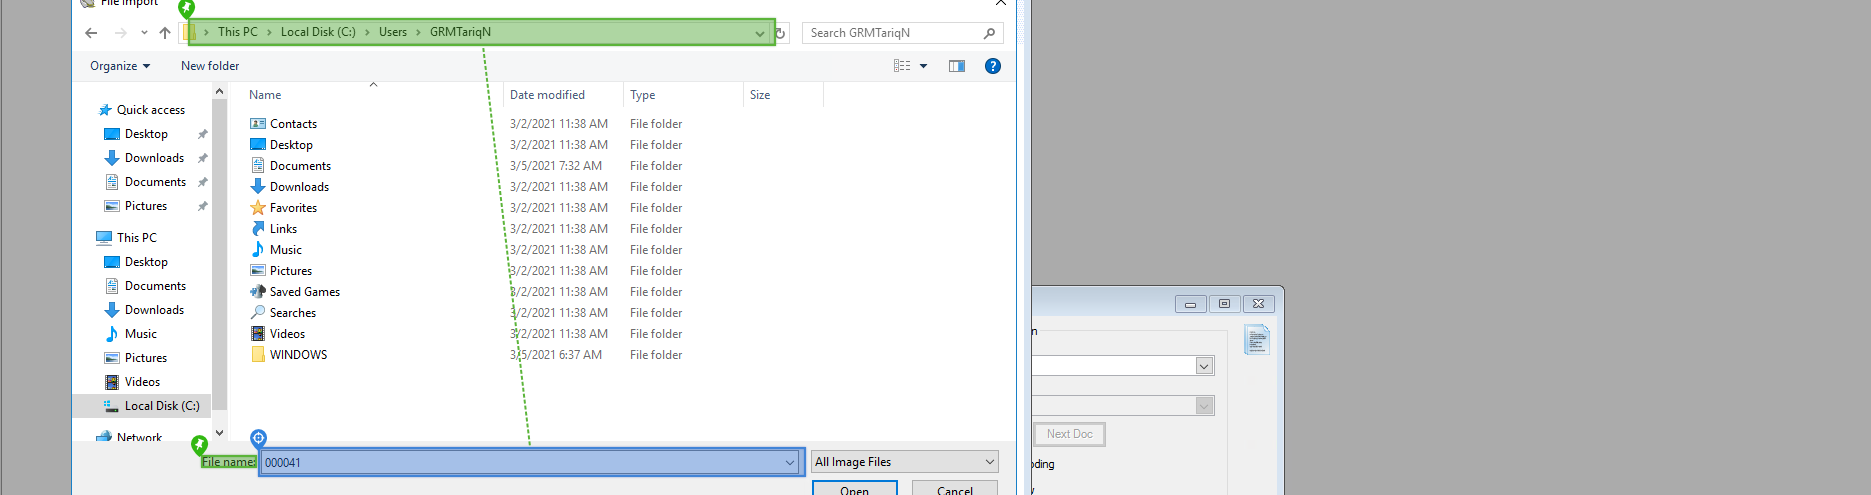 File Import
This PC > Local Disk (C:) > Users > GRMTariqN
Search GRMTariqN
Organize
New folder
Name
Date modified
Type
Size
Quick access
Desktop
Downloads
Documents
Pictures
This PC
Desktop
Documents
Downloads
Music
Pictures
Videos
Local Disk (C:)
Network
Contacts 3/2/2021 11:38 AM File folder
Desktop 3/2/2021 11:38 AM File folder
Documents 3/5/2021 7:32 AM File folder
Downloads 3/2/2021 11:38 AM File folder
Favorites 3/2/2021 11:38 AM File folder
Links 3/2/2021 11:38 AM File folder
Music 3/2/2021 11:38 AM File folder
Pictures 3/2/2021 11:38 AM File folder
Saved Games 3/2/2021 11:38 AM File folder
Searches 3/2/2021 11:38 AM File folder
Videos 3/2/2021 11:38 AM File folder
WINDOWS 3/5/2021 6:37 AM File folder
File name: 000041
All Image Files
Open
Cancel
Next Doc